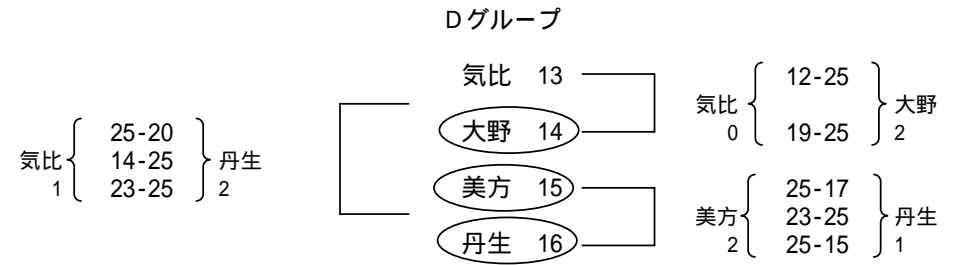 Dグループ
気比 13
大野 14
美方 15
丹生 16
気比 1
25-20
14-25
23-25
丹生 2
気比 0
12-25
19-25
大野 2
美方 2
25-17
23-25
25-15
丹生 1